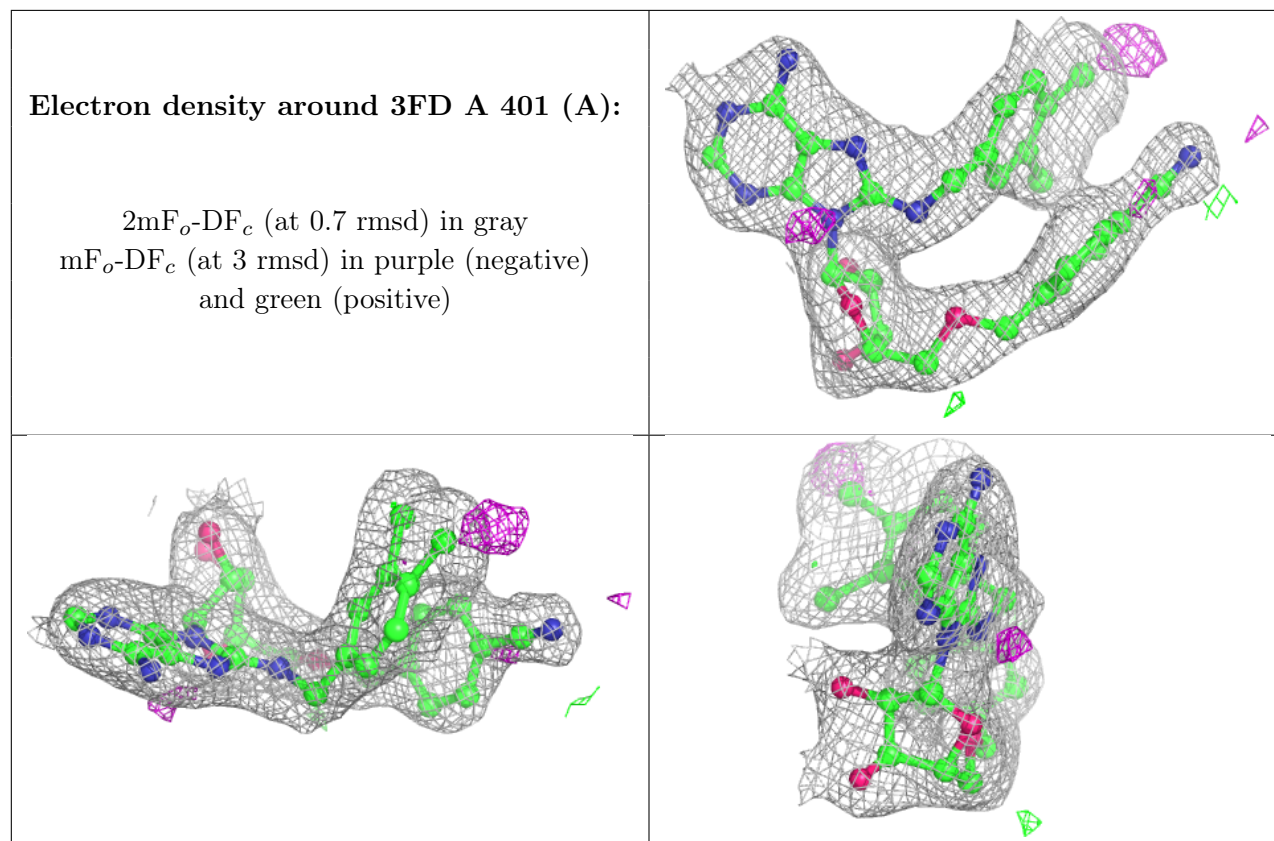 Electron density around 3FD A 401 (A):
2mFₒ-DF𝒸 (at 0.7 rmsd) in gray
mFₒ-DF𝒸 (at 3 rmsd) in purple (negative)
and green (positive)